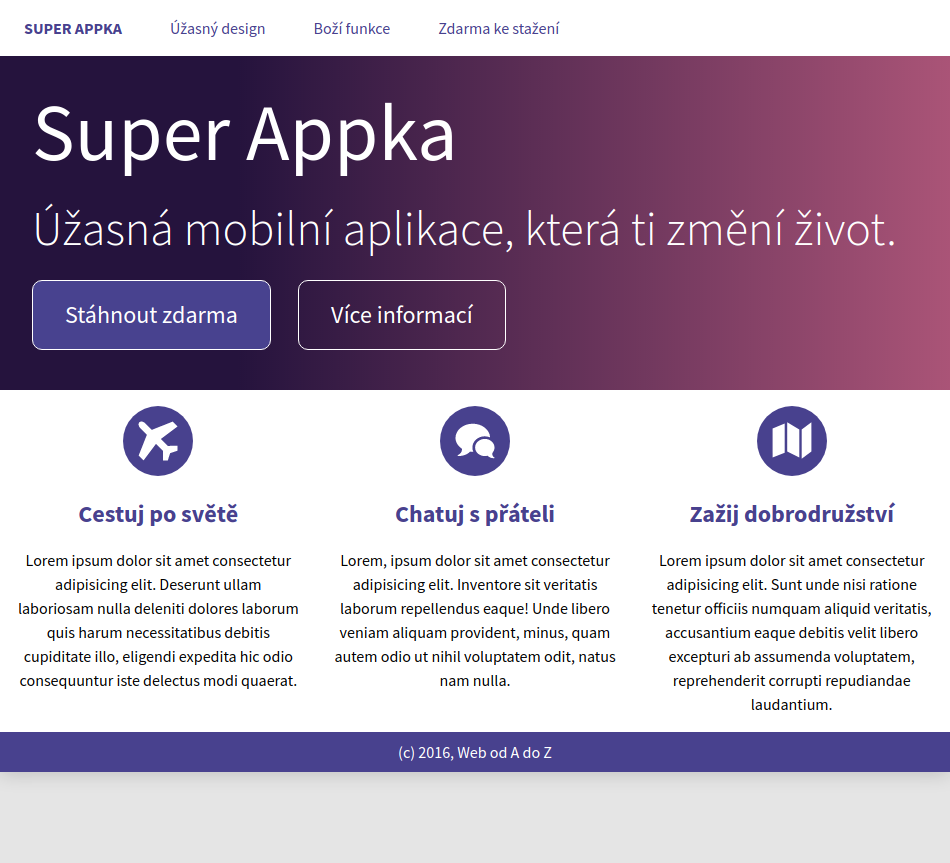 SUPER APPKA Úžasný design Boží funkce Zdarma ke stažení
Super Appka
Úžasná mobilní aplikace, která ti změní život.
Stáhnout zdarma Více informací
Cestuj po světě
Lorem ipsum dolor sit amet consectetur
adipisicing elit. Deserunt ullam
laboriosam nulla deleniti dolores laborum
quis harum necessitatibus debitis
cupiditate illo, eligendi expedita hic odio
consequuntur iste delectus modi quaerat.
Chatuj s přáteli
Lorem, ipsum dolor sit amet consectetur
adipisicing elit. Inventore sit veritatis
laborum repellendus eaque! Unde libero
veniam aliquam provident, minus, quam
autem odio ut nihil voluptatem odit, natus
nam nulla.
Zažij dobrodružství
Lorem ipsum dolor sit amet consectetur
adipisicing elit. Sunt unde nisi ratione
tenetur officiis numquam aliquid veritatis,
accusantium eaque debitis velit libero
excepturi ab assumenda voluptatem,
reprehenderit corrupti repudiandae
laudantium.
(c) 2016, Web od A do Z